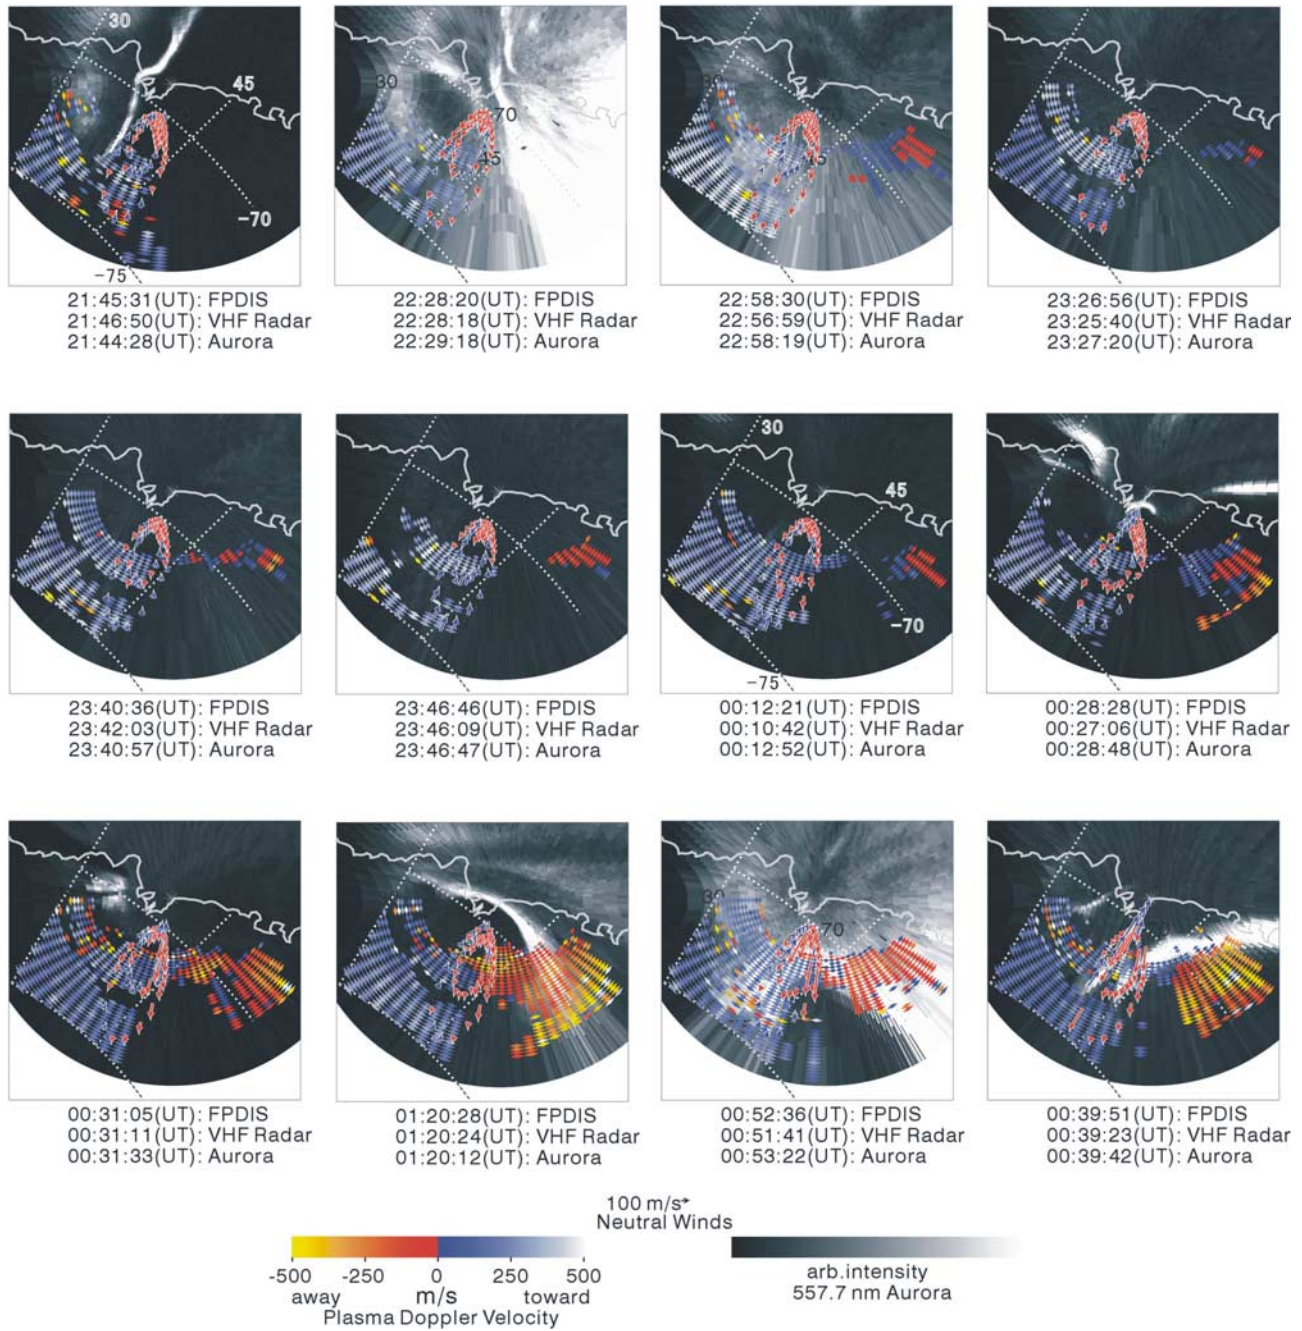 30
30
45
-70
-75
21:45:31(UT): FPDIS
21:46:50(UT): VHF Radar
21:44:28(UT): Aurora
30
70
45
22:28:20(UT): FPDIS
22:28:18(UT): VHF Radar
22:29:18(UT): Aurora
30
70
45
22:58:30(UT): FPDIS
22:56:59(UT): VHF Radar
22:58:19(UT): Aurora
23:26:56(UT): FPDIS
23:25:40(UT): VHF Radar
23:27:20(UT): Aurora
23:40:36(UT): FPDIS
23:42:03(UT): VHF Radar
23:40:57(UT): Aurora
23:46:46(UT): FPDIS
23:46:09(UT): VHF Radar
23:46:47(UT): Aurora
30
45
-70
-75
00:12:21(UT): FPDIS
00:10:42(UT): VHF Radar
00:12:52(UT): Aurora
00:28:28(UT): FPDIS
00:27:06(UT): VHF Radar
00:28:48(UT): Aurora
00:31:05(UT): FPDIS
00:31:11(UT): VHF Radar
00:31:33(UT): Aurora
01:20:28(UT): FPDIS
01:20:24(UT): VHF Radar
01:20:12(UT): Aurora
30
70
00:52:36(UT): FPDIS
00:51:41(UT): VHF Radar
00:53:22(UT): Aurora
00:39:51(UT): FPDIS
00:39:23(UT): VHF Radar
00:39:42(UT): Aurora
100 m/s
Neutral Winds
-500 -250 0 250 500
away m/s toward
Plasma Doppler Velocity
arb.intensity
557.7 nm Aurora